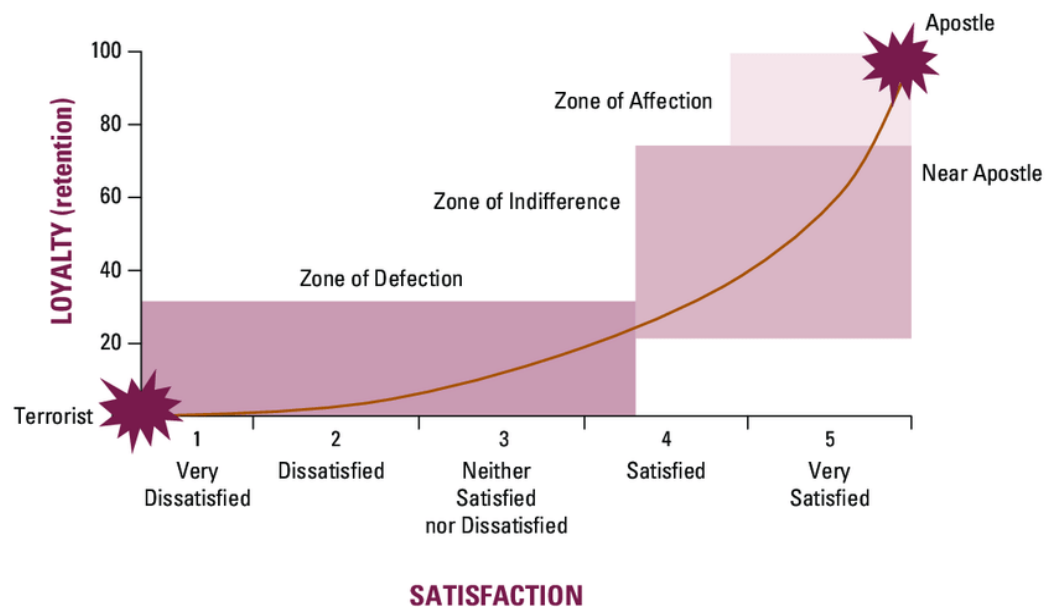 Apostle
100
Zone of Affection
80
Near Apostle
60
Zone of Indifference
LOYALTY (retention)
40
Zone of Defection
20
Terrorist
1
Very
Dissatisfied
2
Dissatisfied
3
Neither
Satisfied
nor Dissatisfied
4
Satisfied
5
Very
Satisfied
SATISFACTION